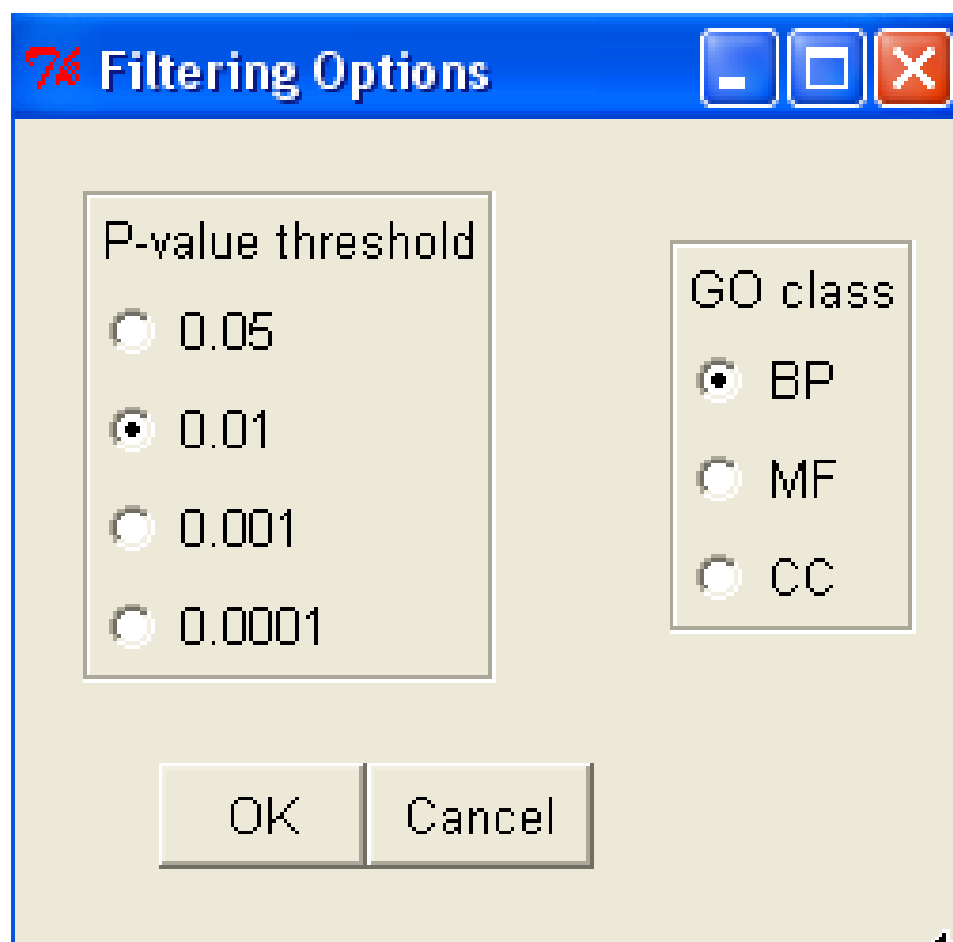 Filtering Options
P-value threshold
0.05
0.01
0.001
0.0001
GO class
BP
MF
CC
OK
Cancel